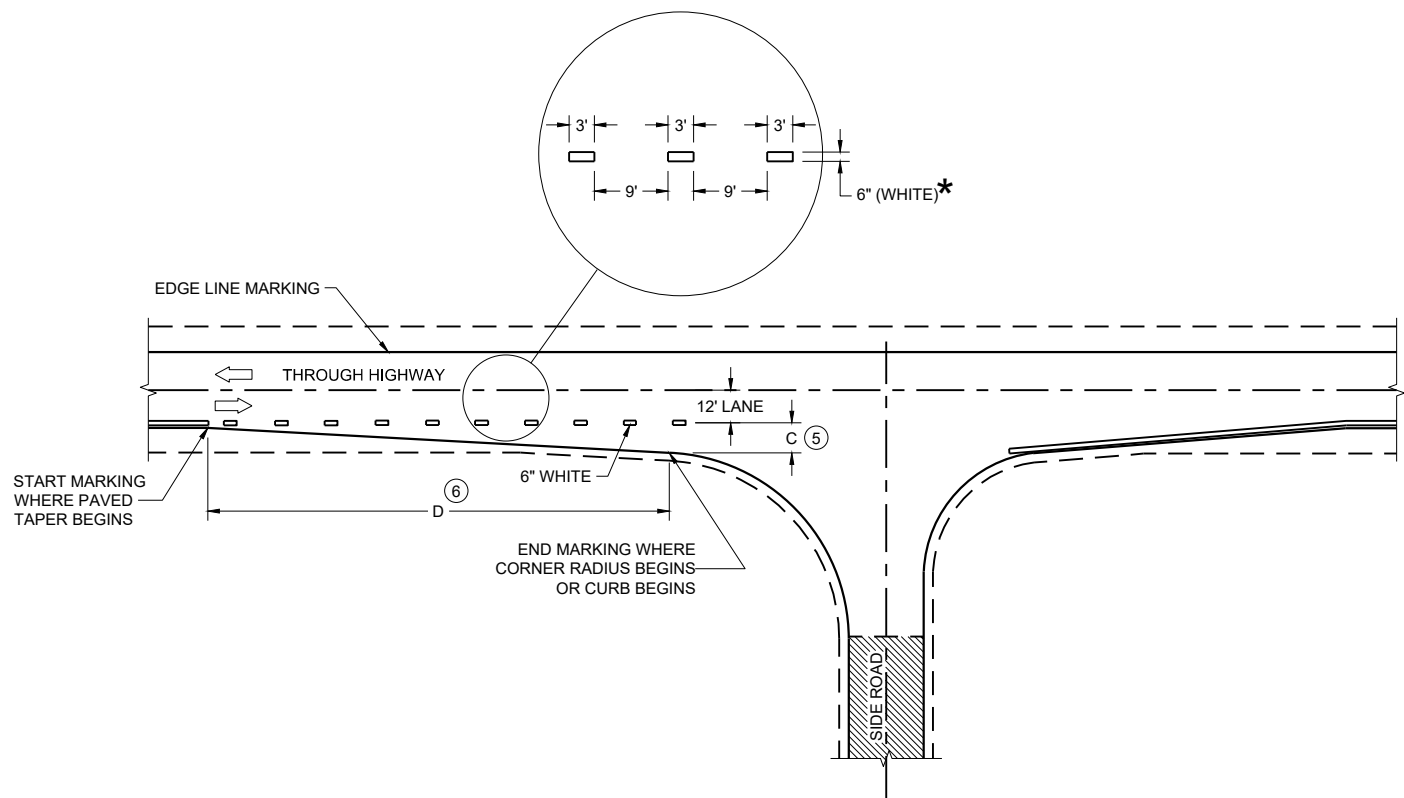 3'
3'
3'
9'
9'
6" (WHITE)*
EDGE LINE MARKING
THROUGH HIGHWAY
12' LANE
C 5
6" WHITE
START MARKING
WHERE PAVED
TAPER BEGINS
6
D
END MARKING WHERE
CORNER RADIUS BEGINS
OR CURB BEGINS
SIDE ROAD